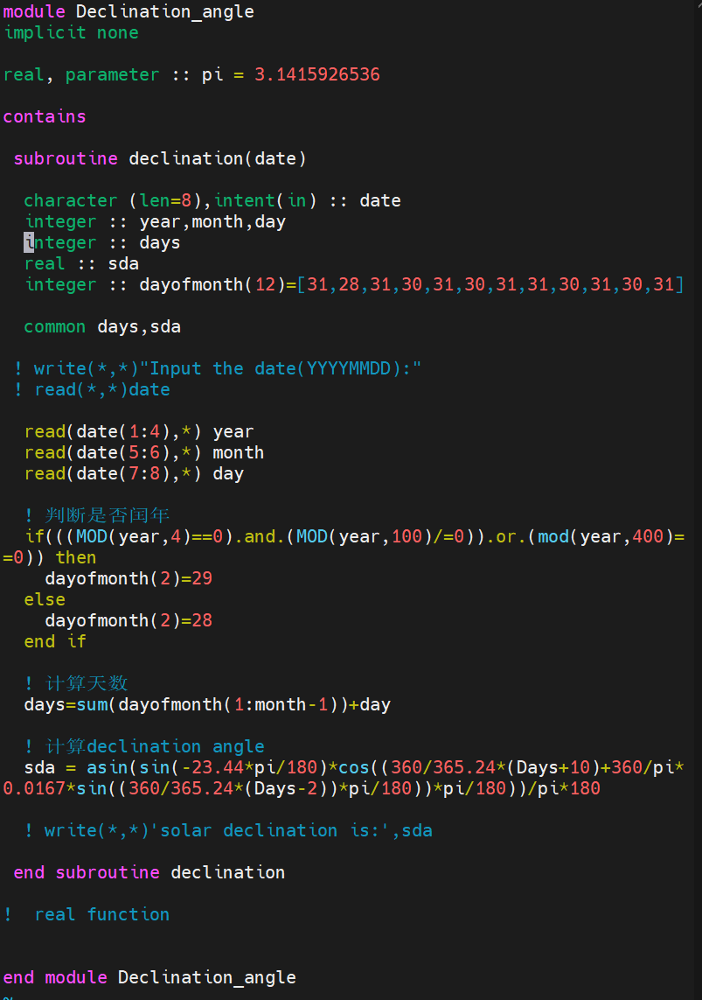 module Declination_angle
implicit none
real, parameter :: pi = 3.1415926536
contains
 subroutine declination(date)
  character (len=8),intent(in) :: date
  integer :: year,month,day
  integer :: days
  real :: sda
  integer :: dayofmonth(12)=[31,28,31,30,31,30,31,31,30,31,30,31]
  common days,sda
 ! write(*,*)"Input the date(YYYYMMDD):"
 ! read(*,*)date
  read(date(1:4),*) year
  read(date(5:6),*) month
  read(date(7:8),*) day
  ! 判断是否闰年
  if(((MOD(year,4)==0).and.(MOD(year,100)/=0)).or.(mod(year,400)=
=0)) then
    dayofmonth(2)=29
  else
    dayofmonth(2)=28
  end if
  ! 计算天数
  days=sum(dayofmonth(1:month-1))+day
  ! 计算declination angle
  sda = asin(sin(-23.44*pi/180)*cos((360/365.24*(Days+10)+360/pi*
0.0167*sin((360/365.24*(Days-2))*pi/180))*pi/180))/pi*180
  ! write(*,*)'solar declination is:',sda
 end subroutine declination
!  real function
end module Declination_angle